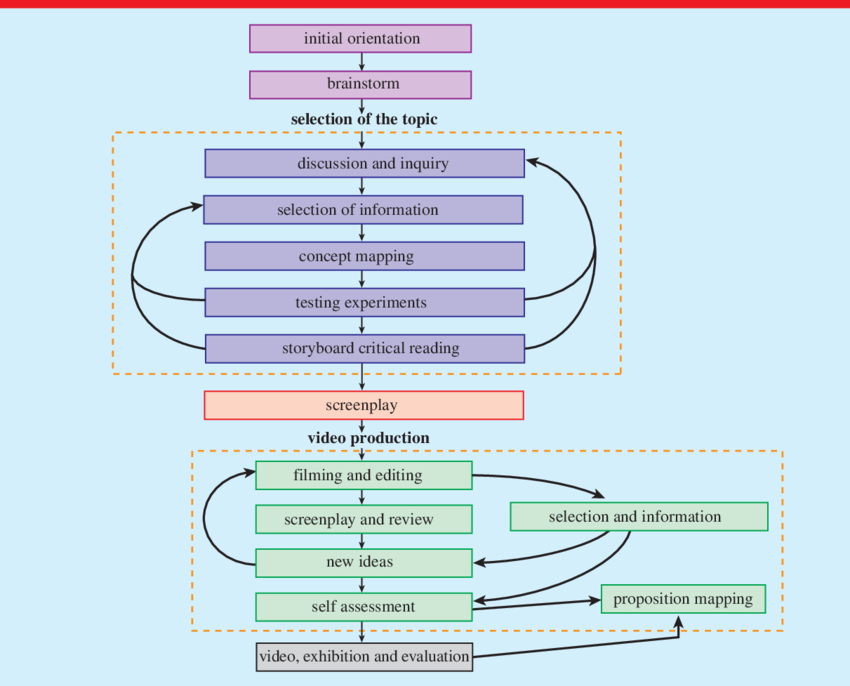 initial orientation
brainstorm
selection of the topic
discussion and inquiry
selection of information
concept mapping
testing experiments
storyboard critical reading
screenplay
video production
filming and editing
selection and information
screenplay and review
new ideas
self assessment
proposition mapping
video, exhibition and evaluation